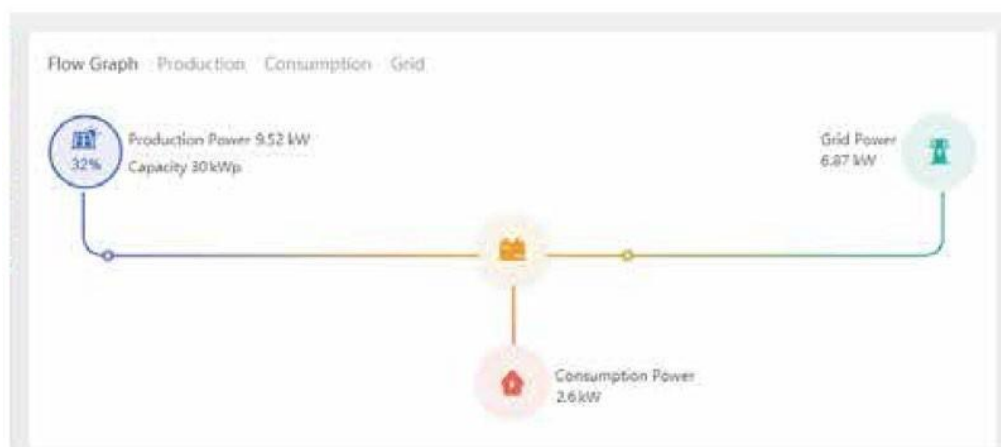 Flow Graph Production Consumption Grid
32%
Production Power 9.52 kW
Capacity 30 kWp
Grid Power
6.87 kW
Consumption Power
2.6 kW